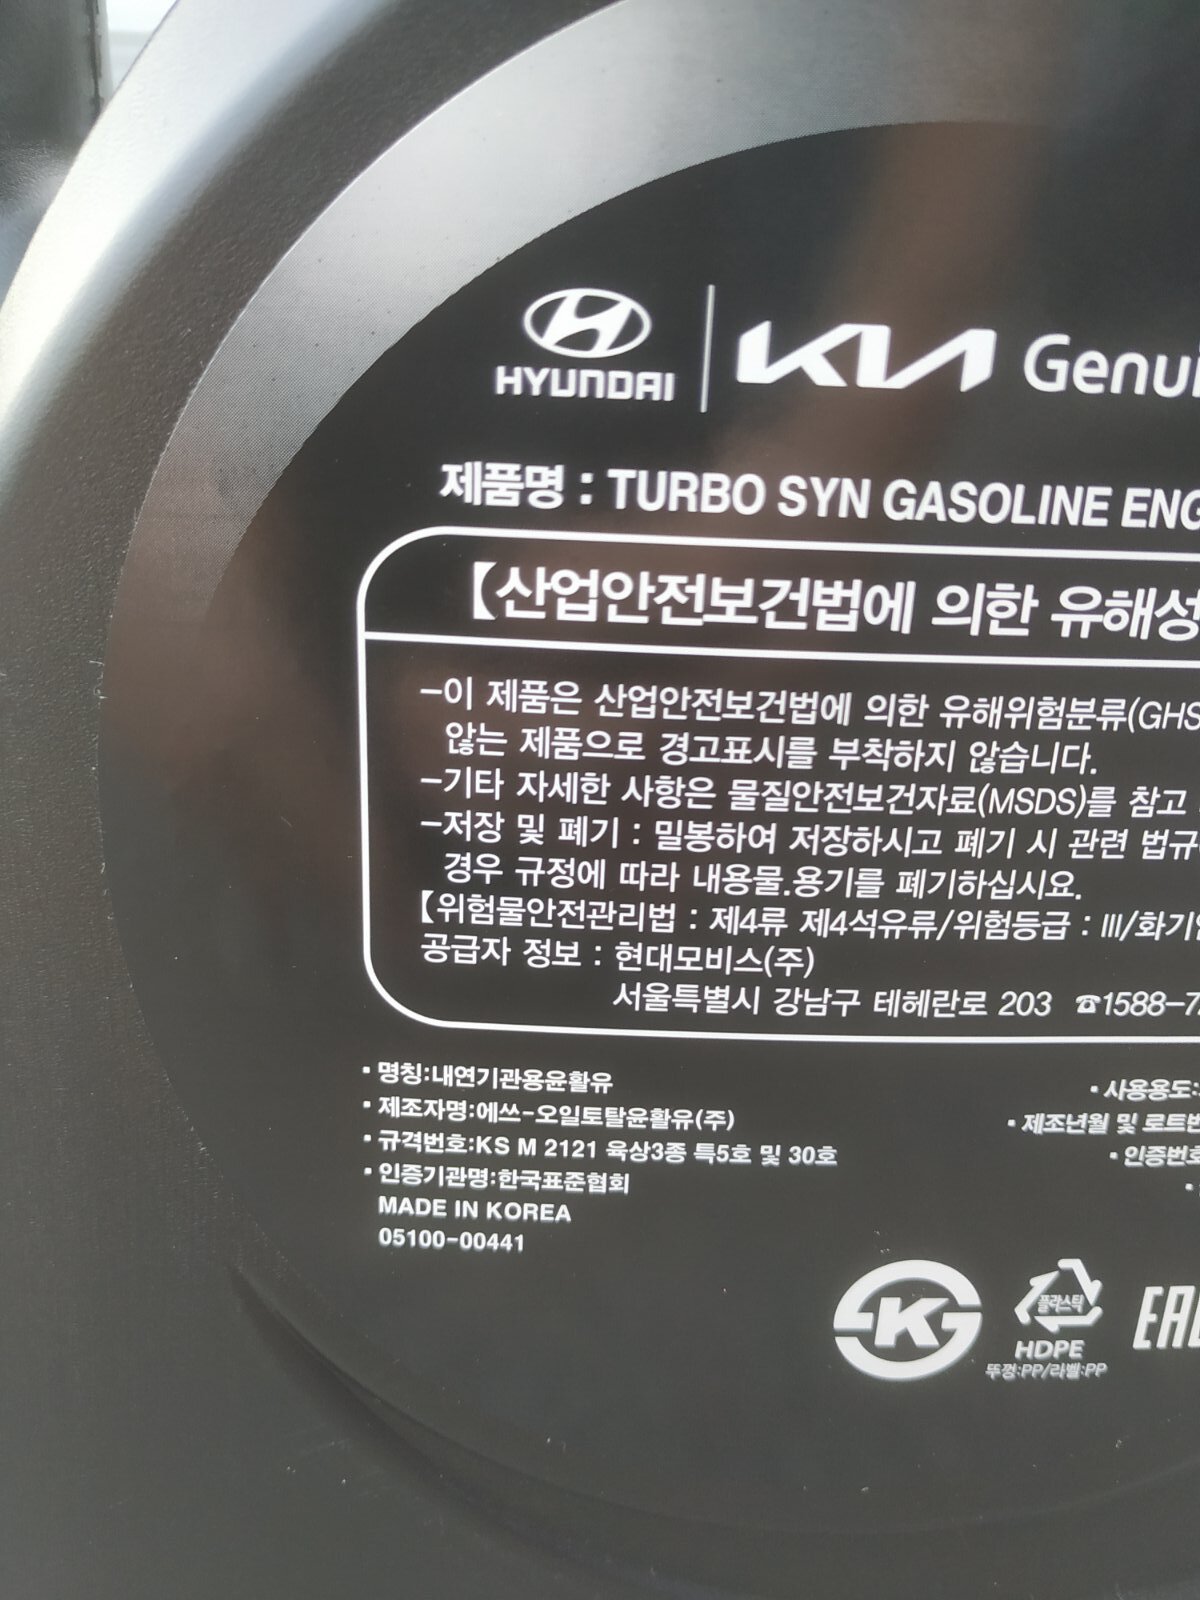 HYUNDAI KIA Genui
제품명 : TURBO SYN GASOLINE ENG
【산업안전보건법에 의한 유해성
-이 제품은 산업안전보건법에 의한 유해위험분류(GHS
않는 제품으로 경고표시를 부착하지 않습니다.
-기타 자세한 사항은 물질안전보건자료(MSDS)를 참고
-저장 및 폐기 : 밀봉하여 저장하시고 폐기 시 관련 법규
경우 규정에 따라 내용물.용기를 폐기하십시요.
【위험물안전관리법 : 제4류 제4석유류/위험등급 : III/화기
공급자 정보 : 현대모비스(주)
서울특별시 강남구 테헤란로 203 ☎1588-7
▪ 명칭:내연기관용윤활유
▪ 사용용도:
▪ 제조자명:에쓰-오일토탈윤활유(주)
▪ 제조년월 및 로트번
▪ 규격번호:KS M 2121 육상3종 특5호 및 30호
▪ 인증번호
▪ 인증기관명:한국표준협회
MADE IN KOREA
05100-00441
K
플라스틱
HDPE
뚜껑:PP/라벨:PP
EAC